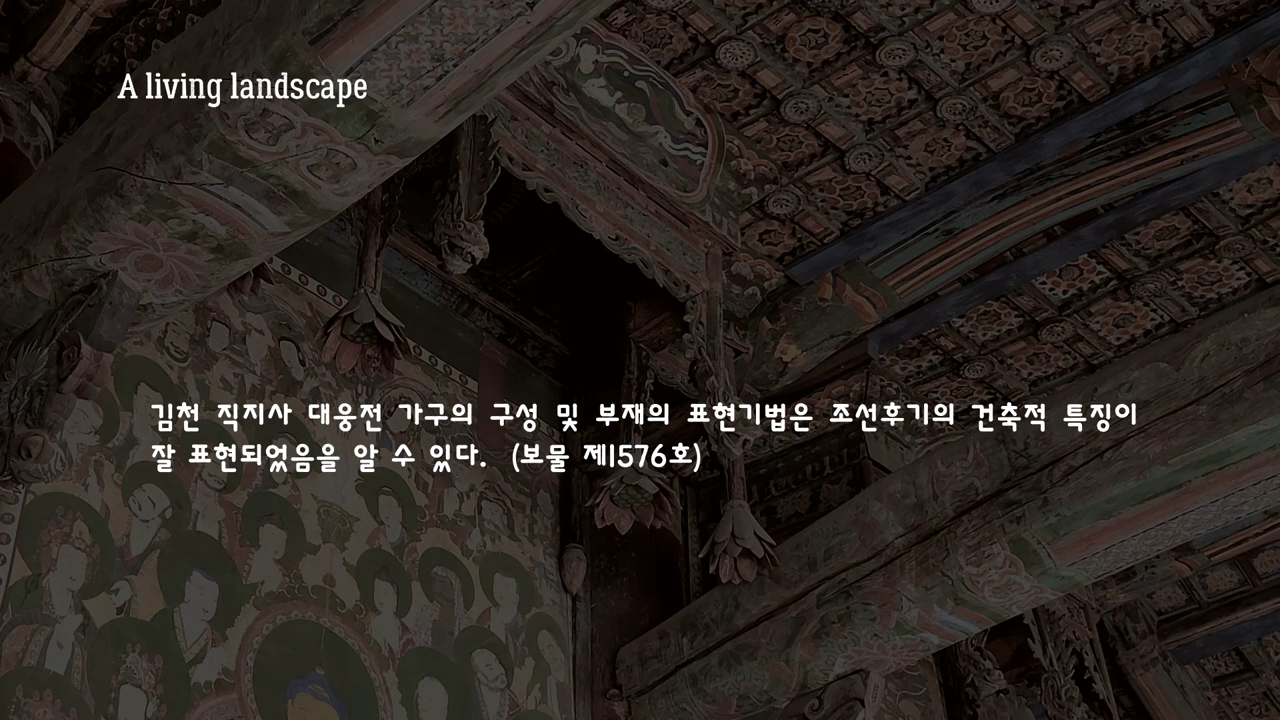 A living landscape
김천 직지사 대웅전 가구의 구성 및 부재의 표현기법은 조선후기의 건축적 특징이
잘 표현되었음을 알 수 있다. (보물 제1576호)